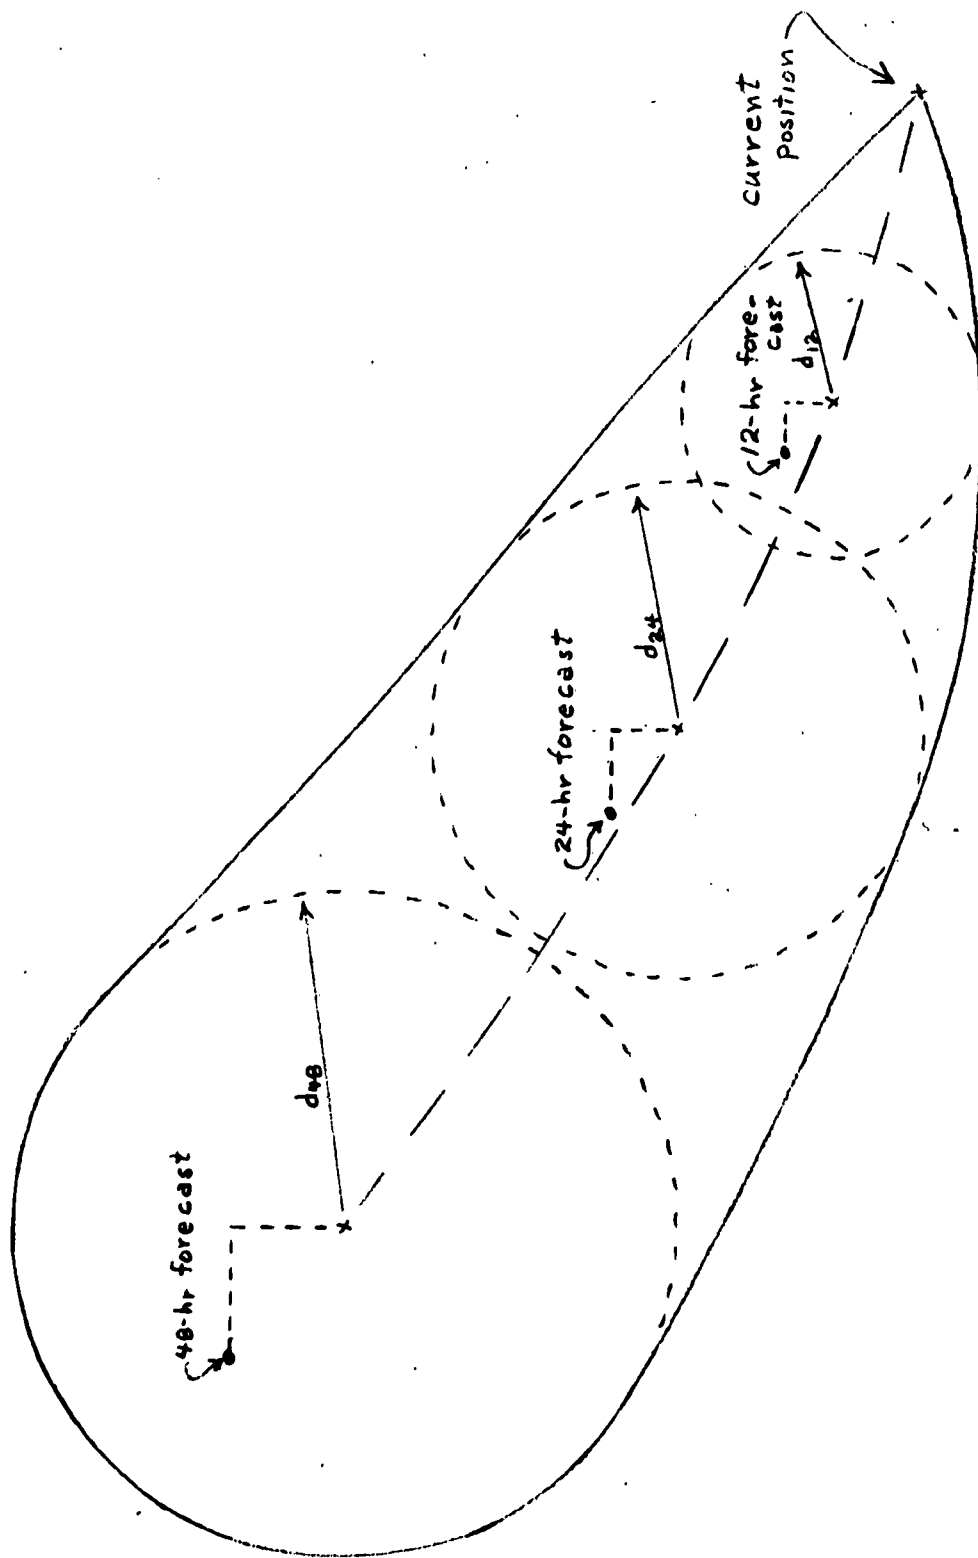 current
position
12-hr fore-
cast
d12
24-hr forecast
d24
48-hr forecast
d48